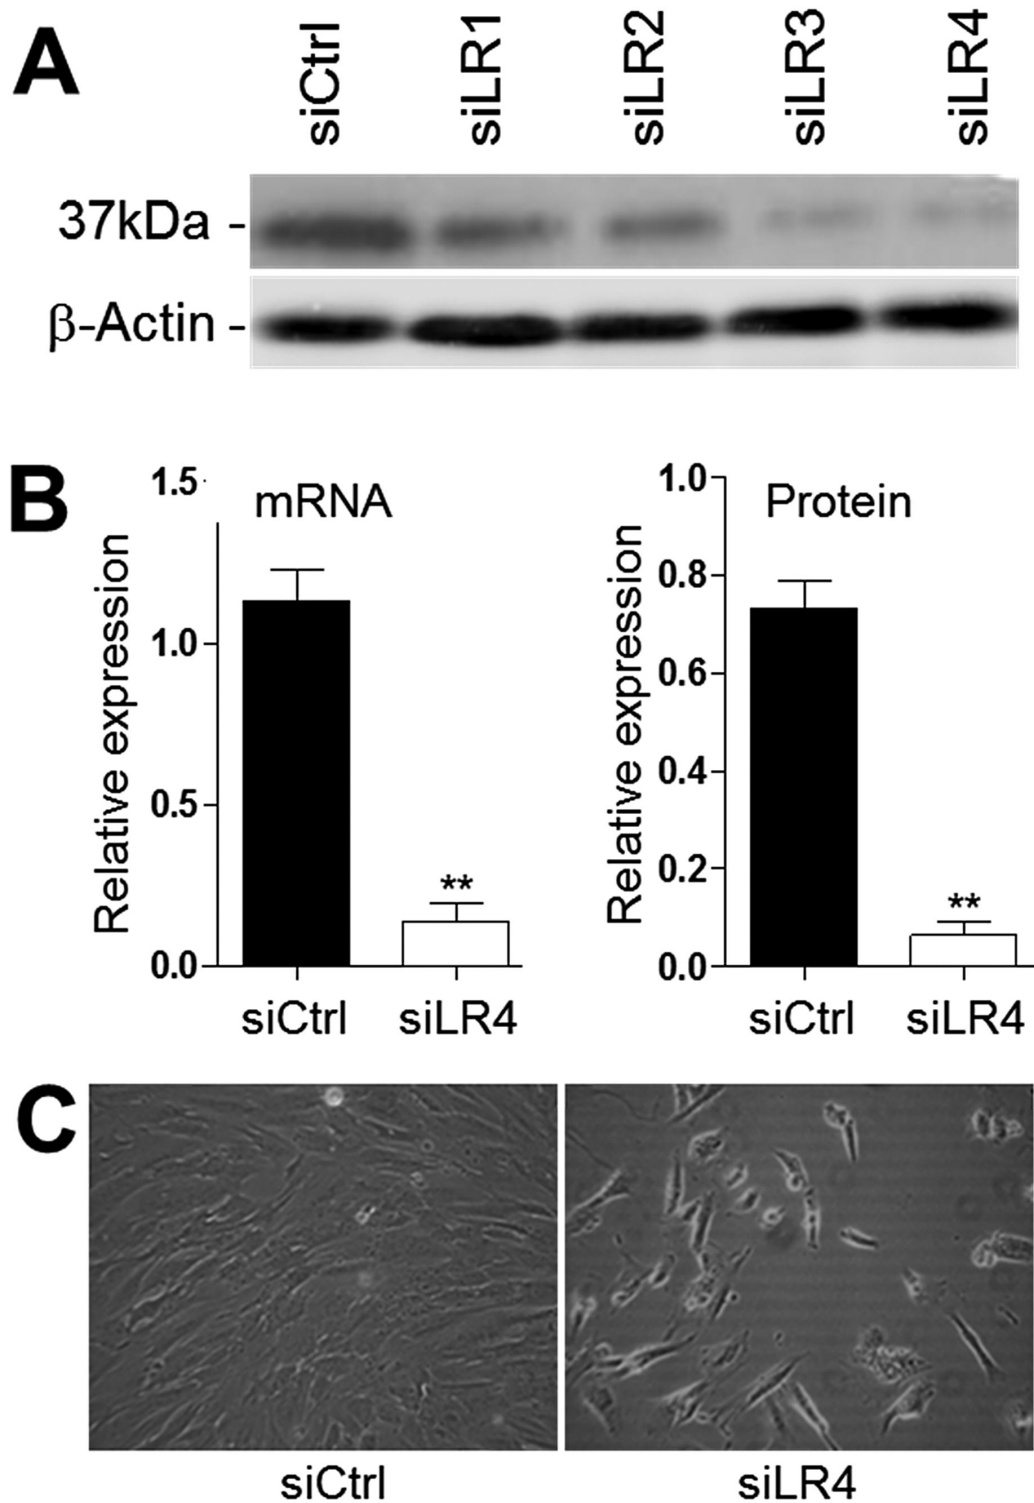 A
siCtrl
siLR1
siLR2
siLR3
siLR4
37kDa -
β-Actin -
B
mRNA
Relative expression
1.5
1.0
0.5
0.0
**
siCtrl
siLR4
Protein
Relative expression
1.0
0.8
0.6
0.4
0.2
0.0
**
siCtrl
siLR4
C
siCtrl
siLR4